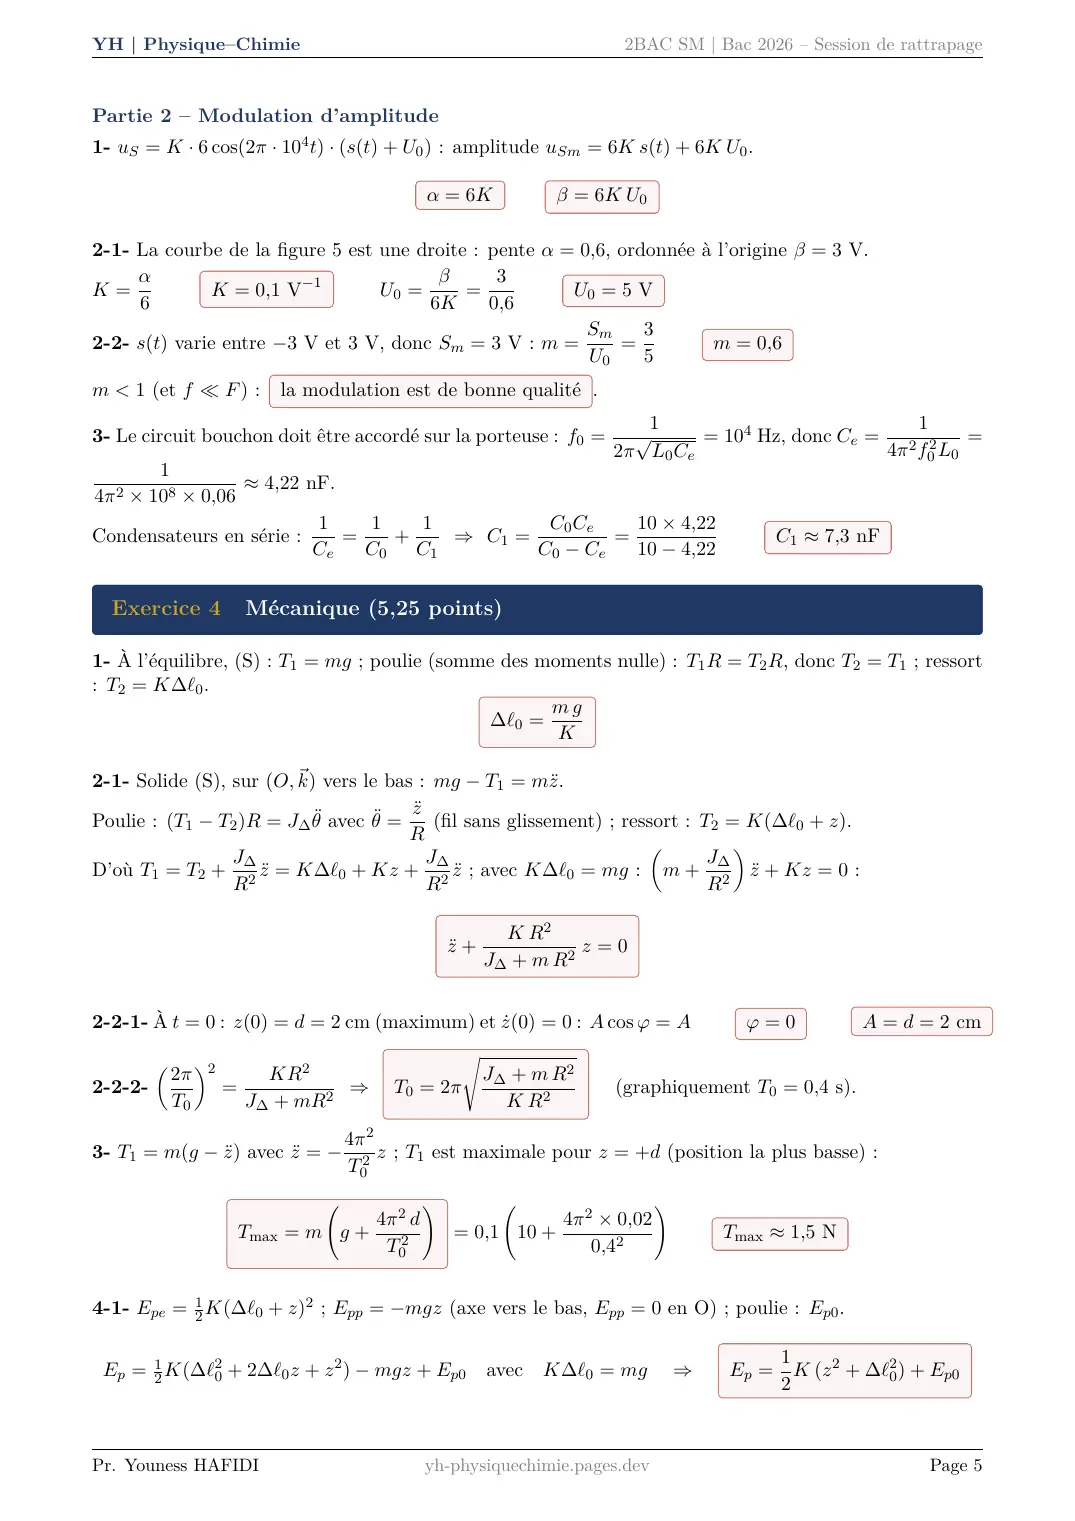 YH | Physique–Chimie 2BAC SM | Bac 2026 – Session de rattrapage
Partie 2 – Modulation d'amplitude
1- u_S = K · 6 cos(2π · 10⁴t) · (s(t) + U₀) : amplitude u_Sm = 6K s(t) + 6K U₀.
α = 6K β = 6K U₀
2-1- La courbe de la figure 5 est une droite : pente α = 0,6, ordonnée à l'origine β = 3 V.
K = α/6 K = 0,1 V⁻¹ U₀ = β/6K = 3/0,6 U₀ = 5 V
2-2- s(t) varie entre −3 V et 3 V, donc S_m = 3 V : m = S_m/U₀ = 3/5 m = 0,6
m < 1 (et f ≪ F) : la modulation est de bonne qualité .
3- Le circuit bouchon doit être accordé sur la porteuse : f₀ = 1/(2π√(L₀C_e)) = 10⁴ Hz, donc C_e = 1/(4π²f₀²L₀) =
1/(4π² × 10⁸ × 0,06) ≈ 4,22 nF.
Condensateurs en série : 1/C_e = 1/C₀ + 1/C₁ ⇒ C₁ = C₀C_e/(C₀ − C_e) = (10 × 4,22)/(10 − 4,22) C₁ ≈ 7,3 nF
Exercice 4 Mécanique (5,25 points)
1- À l'équilibre, (S) : T₁ = mg ; poulie (somme des moments nulle) : T₁R = T₂R, donc T₂ = T₁ ; ressort
: T₂ = KΔℓ₀.
Δℓ₀ = m g/K
2-1- Solide (S), sur (O, k⃗) vers le bas : mg − T₁ = mz̈.
Poulie : (T₁ − T₂)R = J_Δθ̈ avec θ̈ = z̈/R (fil sans glissement) ; ressort : T₂ = K(Δℓ₀ + z).
D'où T₁ = T₂ + (J_Δ/R²)z̈ = KΔℓ₀ + Kz + (J_Δ/R²)z̈ ; avec KΔℓ₀ = mg : (m + J_Δ/R²) z̈ + Kz = 0 :
z̈ + (K R²/(J_Δ + m R²)) z = 0
2-2-1- À t = 0 : z(0) = d = 2 cm (maximum) et ż(0) = 0 : A cos φ = A φ = 0 A = d = 2 cm
2-2-2- (2π/T₀)² = KR²/(J_Δ + mR²) ⇒ T₀ = 2π√((J_Δ + m R²)/(K R²)) (graphiquement T₀ = 0,4 s).
3- T₁ = m(g − z̈) avec z̈ = −(4π²/T₀²)z ; T₁ est maximale pour z = +d (position la plus basse) :
T_max = m (g + 4π² d/T₀²) = 0,1 (10 + (4π² × 0,02)/0,4²) T_max ≈ 1,5 N
4-1- E_pe = ½K(Δℓ₀ + z)² ; E_pp = −mgz (axe vers le bas, E_pp = 0 en O) ; poulie : E_p0.
E_p = ½K(Δℓ₀² + 2Δℓ₀z + z²) − mgz + E_p0 avec KΔℓ₀ = mg ⇒ E_p = 1/2 K (z² + Δℓ₀²) + E_p0
Pr. Youness HAFIDI yh-physiquechimie.pages.dev Page 5